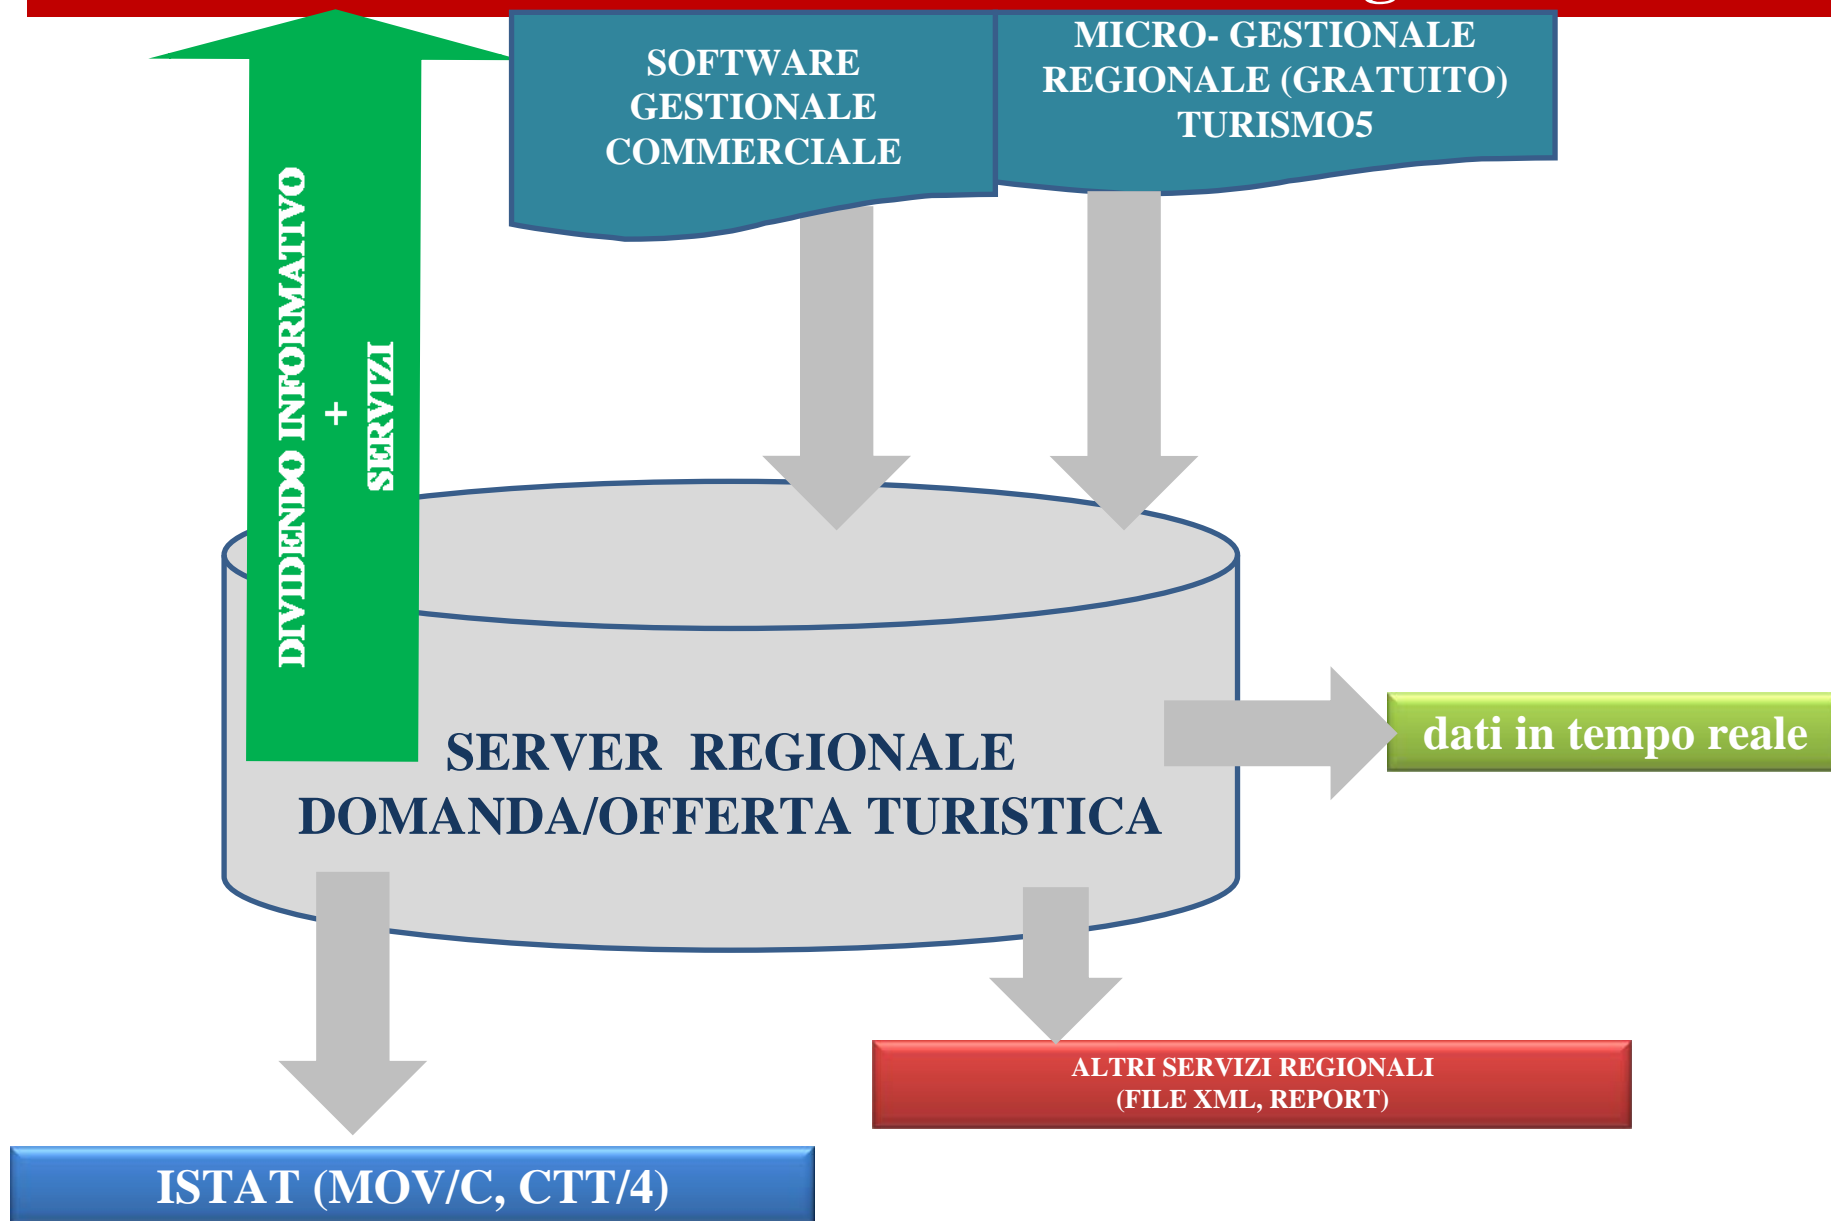 SOFTWARE
GESTIONALE
COMMERCIALE
MICRO- GESTIONALE
REGIONALE (GRATUITO)
TURISMO5
DIVIDENDO INFORMATIVO
+
SERVIZI
dati in tempo reale
SERVER REGIONALE
DOMANDA/OFFERTA TURISTICA
ALTRI SERVIZI REGIONALI
(FILE XML, REPORT)
ISTAT (MOV/C, CTT/4)